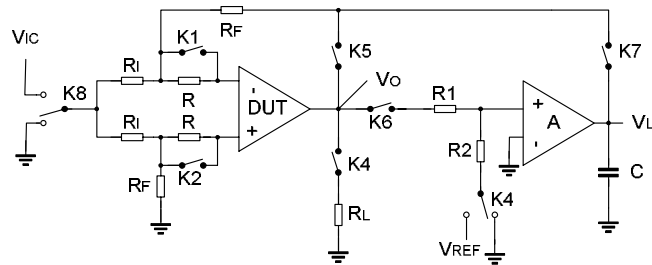 RF
VIC
K1
K5
K7
K8
RI
R
-
DUT
VO
K6
R1
+
A
VL
RI
R
+
-
K2
K4
R2
C
RF
RL
K4
VREF